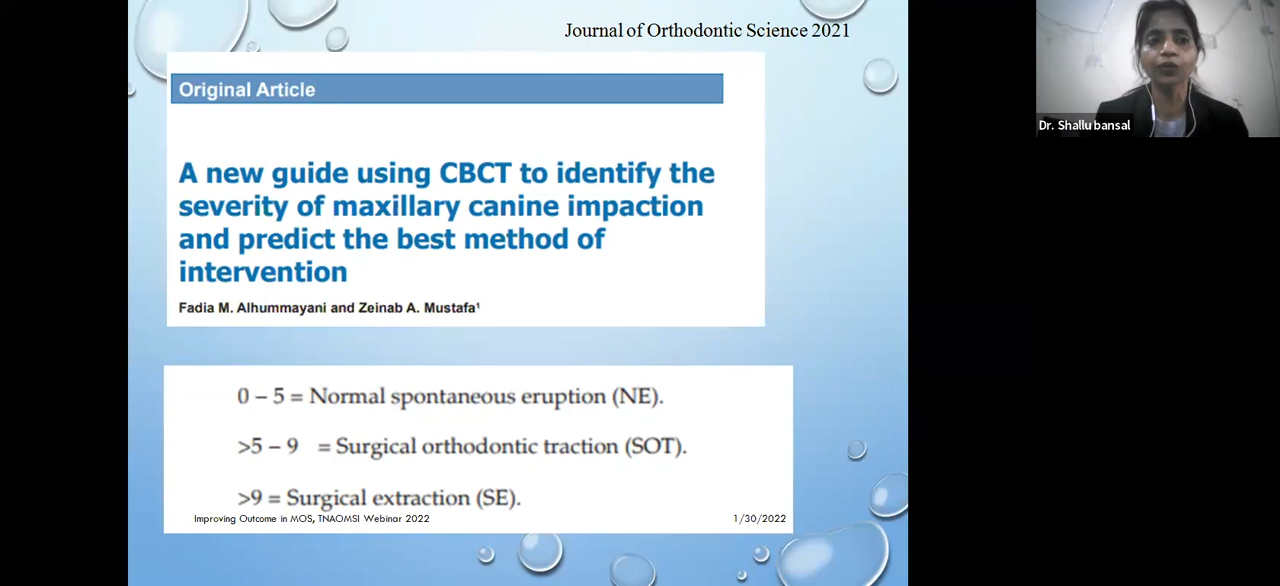 Journal of Orthodontic Science 2021
Original Article
A new guide using CBCT to identify the
severity of maxillary canine impaction
and predict the best method of
intervention
Fadia M. Alhummayani and Zeinab A. Mustafa¹
0 – 5 = Normal spontaneous eruption (NE).
>5 – 9 = Surgical orthodontic traction (SOT).
>9 = Surgical extraction (SE).
Improving Outcome in MOS, TNAOMSI Webinar 2022
1/30/2022
Dr. Shallu bansal